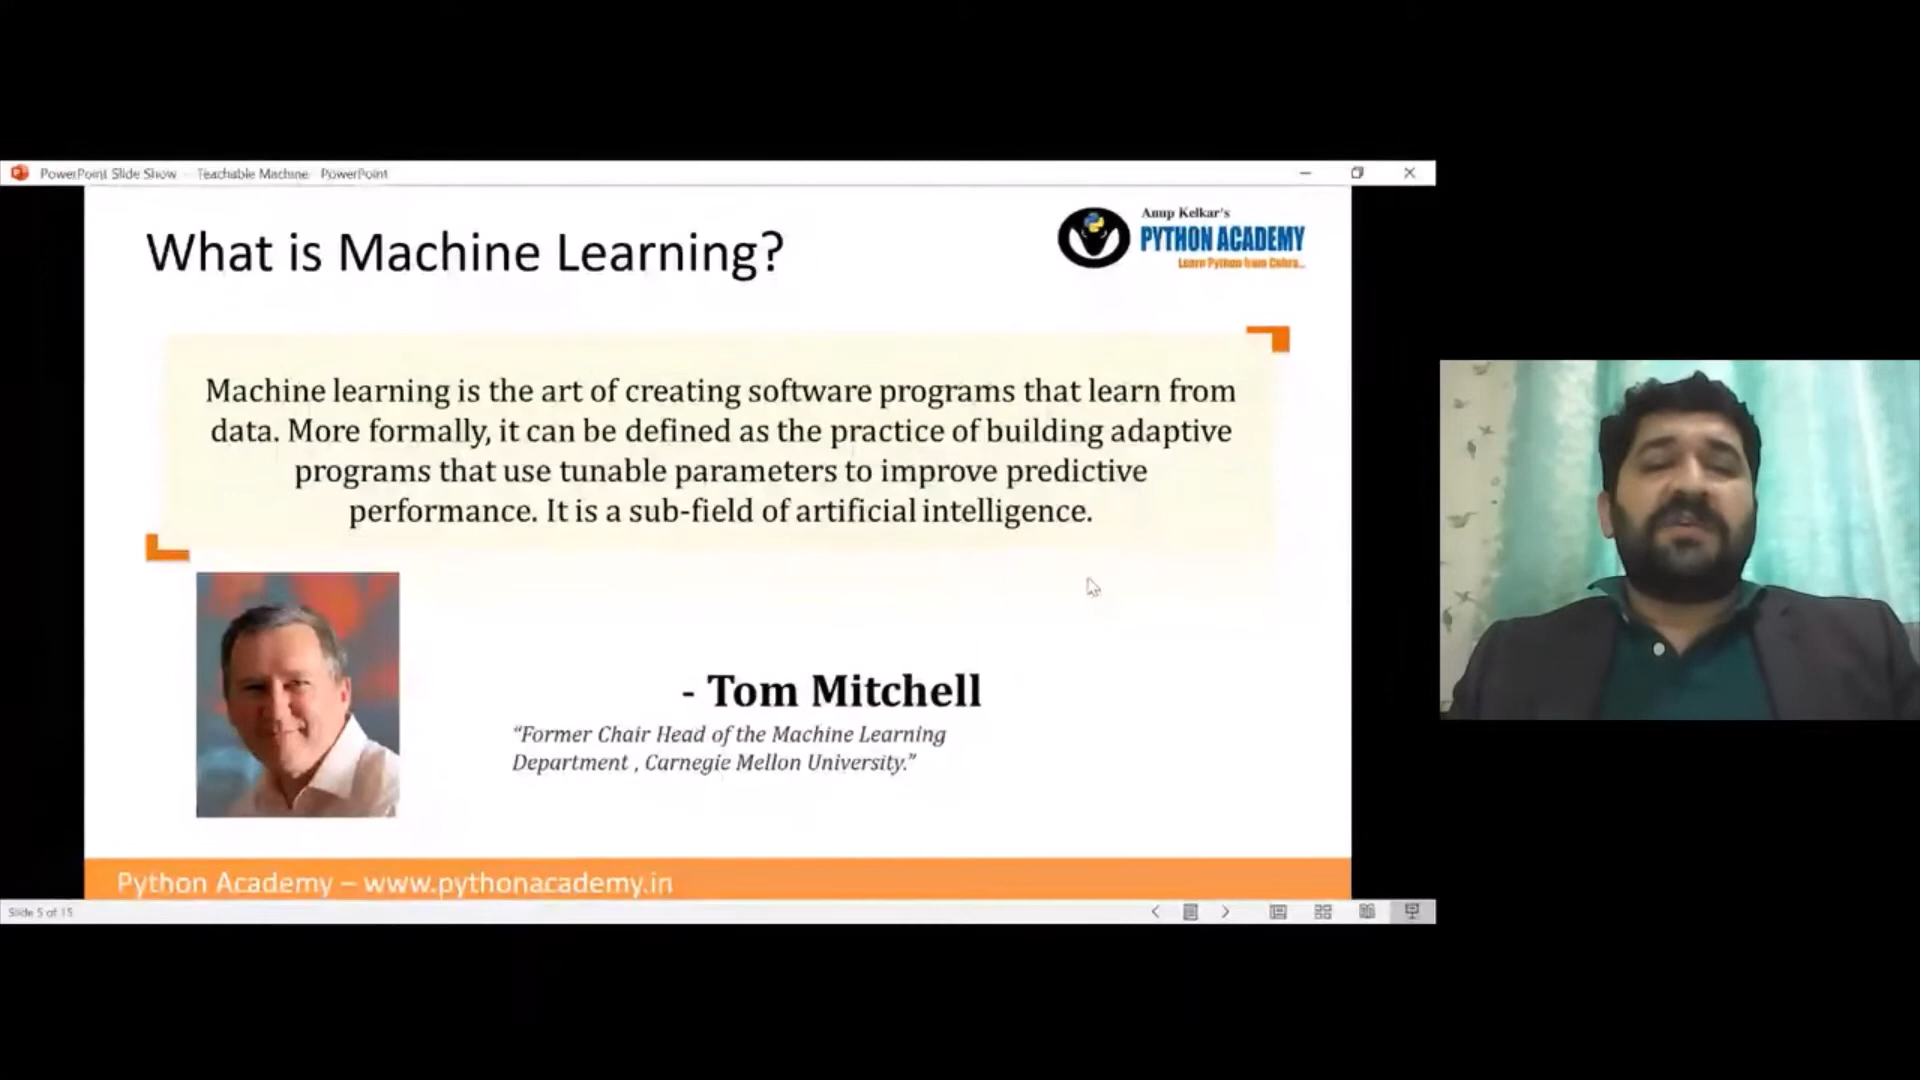 PowerPoint Slide Show - Teachable Machine - PowerPoint
What is Machine Learning?
Anup Kelkar's
PYTHON ACADEMY
Learn Python from Cobra...
Machine learning is the art of creating software programs that learn from
data. More formally, it can be defined as the practice of building adaptive
programs that use tunable parameters to improve predictive
performance. It is a sub-field of artificial intelligence.
- Tom Mitchell
“Former Chair Head of the Machine Learning
Department , Carnegie Mellon University.”
Python Academy – www.pythonacademy.in
Slide 5 of 15